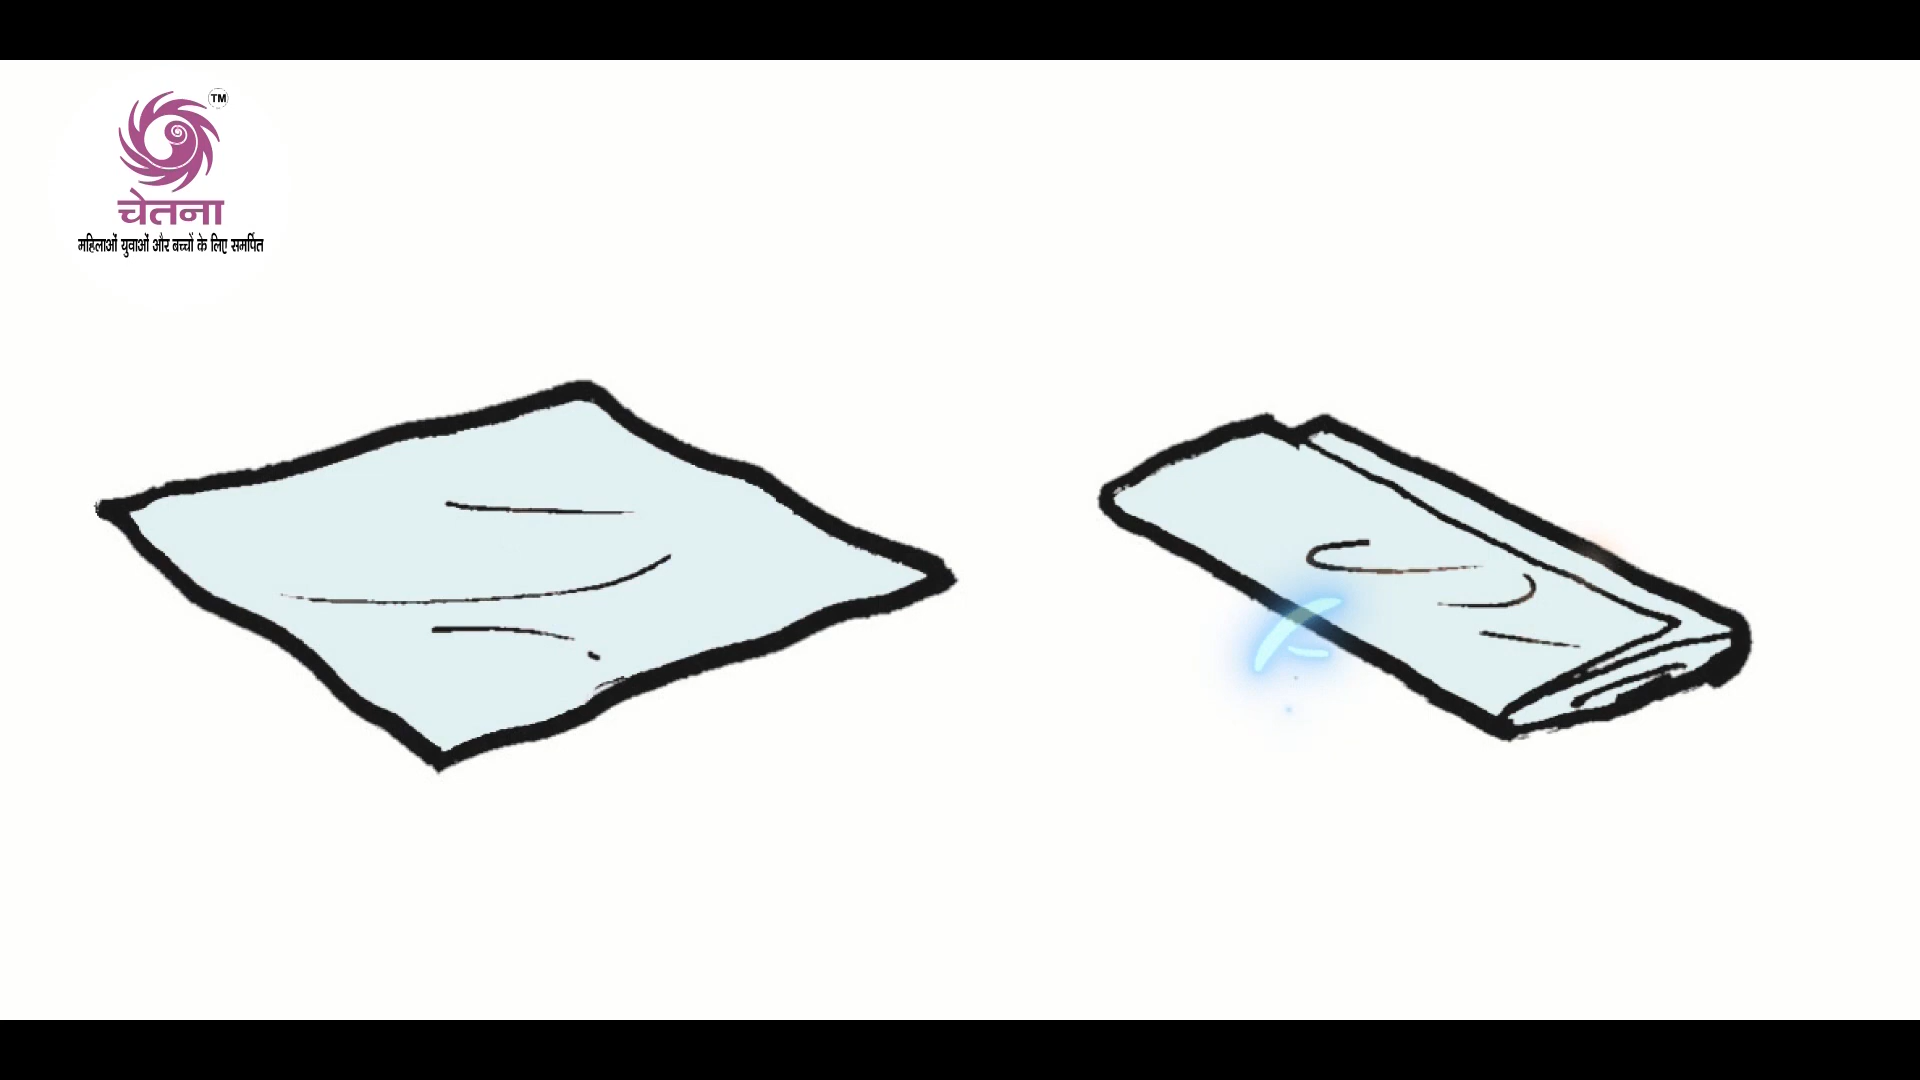 TM
चेतना
महिलाओं युवाओं और बच्चों के लिए समर्पित